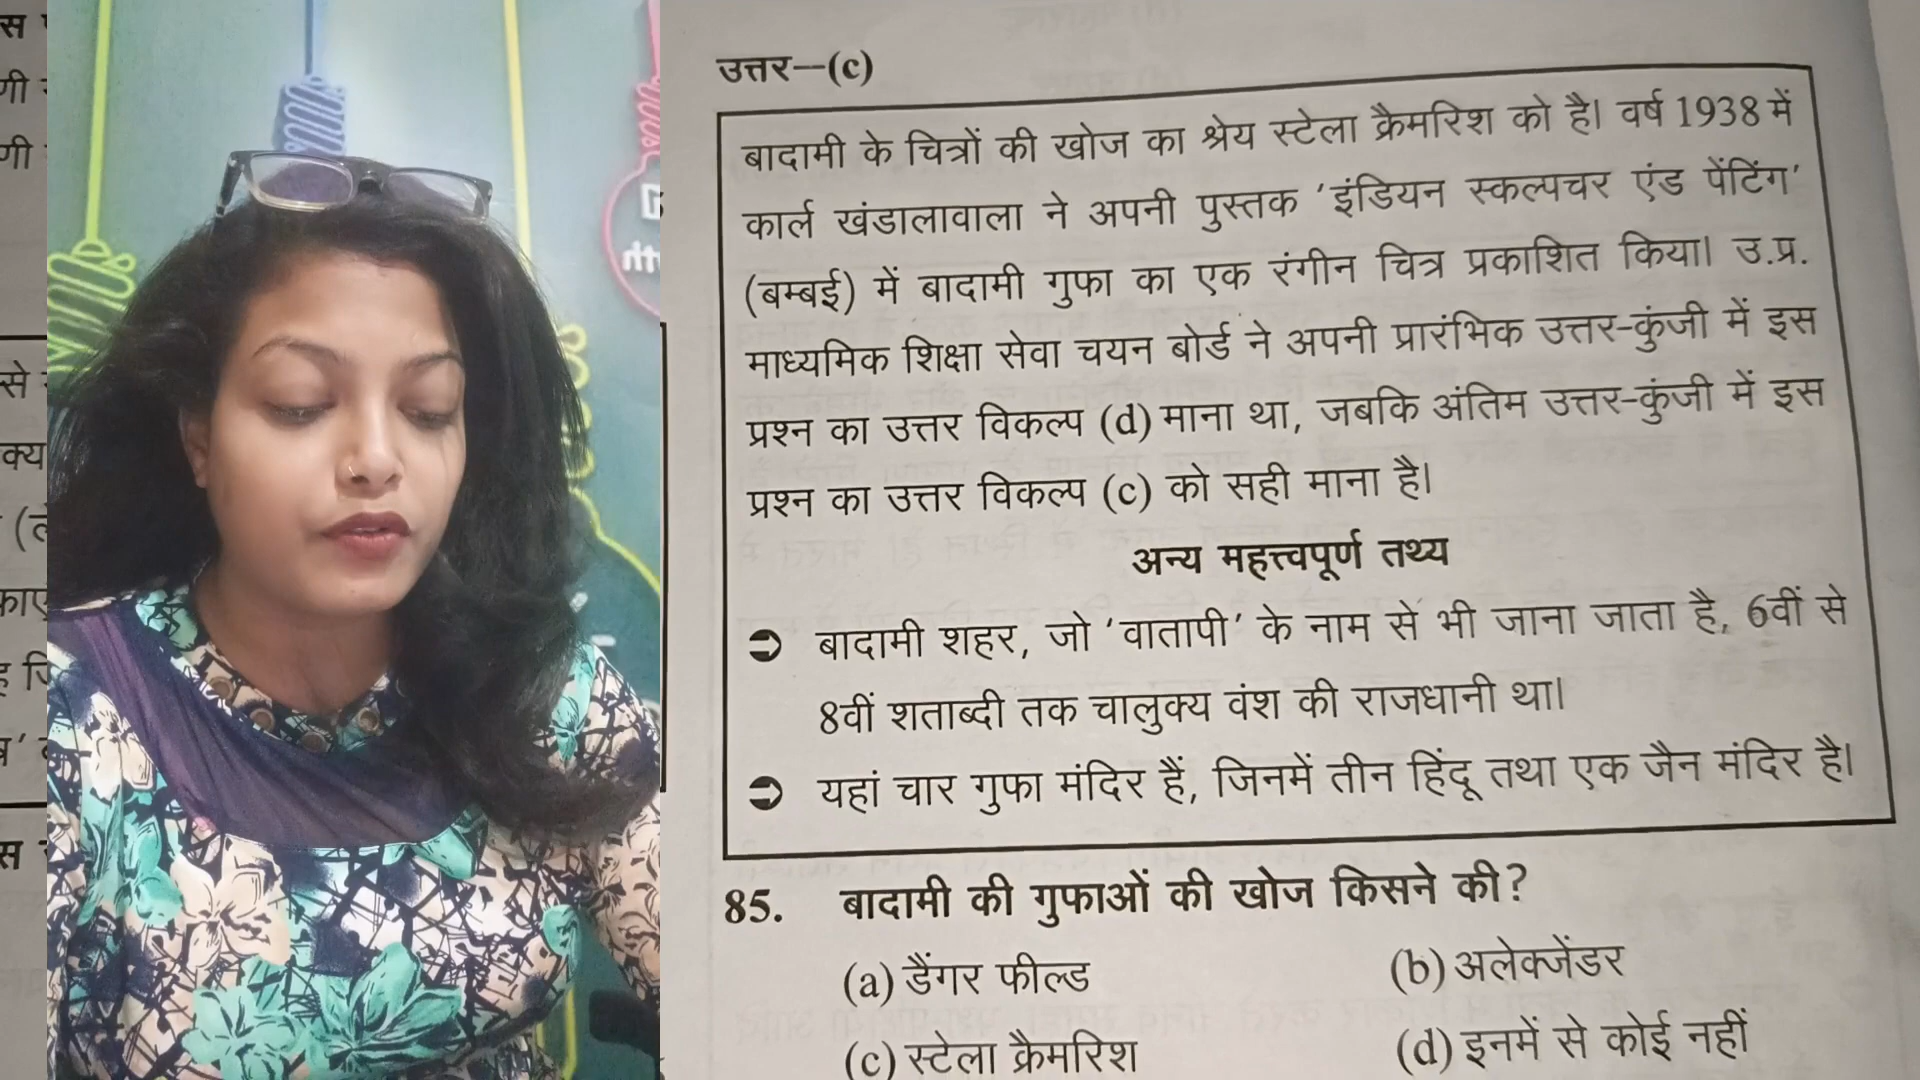 उत्तर—(c)
बादामी के चित्रों की खोज का श्रेय स्टेला क्रैमरिश को है। वर्ष 1938 में
कार्ल खंडालावाला ने अपनी पुस्तक 'इंडियन स्कल्पचर एंड पेंटिंग'
(बम्बई) में बादामी गुफा का एक रंगीन चित्र प्रकाशित किया। उ.प्र.
माध्यमिक शिक्षा सेवा चयन बोर्ड ने अपनी प्रारंभिक उत्तर-कुंजी में इस
प्रश्न का उत्तर विकल्प (d) माना था, जबकि अंतिम उत्तर-कुंजी में इस
प्रश्न का उत्तर विकल्प (c) को सही माना है।
अन्य महत्त्वपूर्ण तथ्य
➲ बादामी शहर, जो 'वातापी' के नाम से भी जाना जाता है, 6वीं से
8वीं शताब्दी तक चालुक्य वंश की राजधानी था।
➲ यहां चार गुफा मंदिर हैं, जिनमें तीन हिंदू तथा एक जैन मंदिर है।
85. बादामी की गुफाओं की खोज किसने की?
(a) डैंगर फील्ड (b) अलेक्जेंडर
(c) स्टेला क्रैमरिश (d) इनमें से कोई नहीं